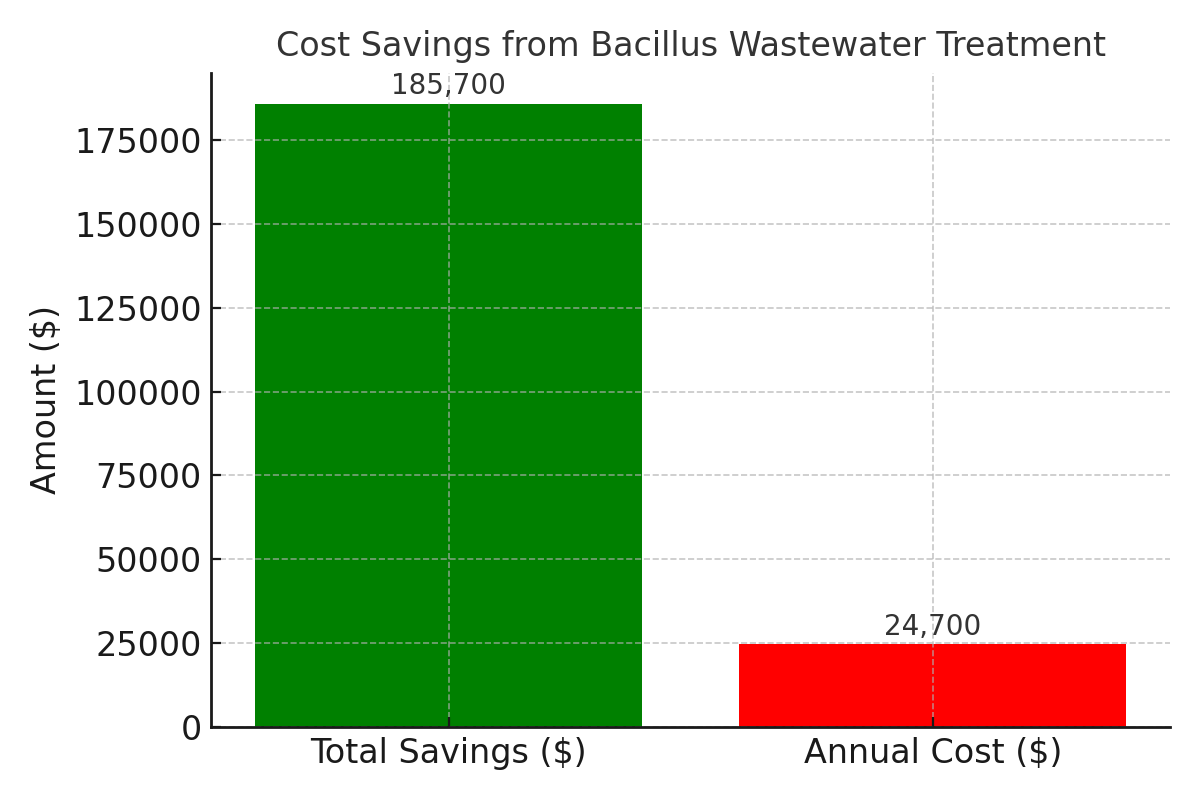 Cost Savings from Bacillus Wastewater Treatment
185,700
175000
150000
125000
100000
75000
50000
25000
0
Amount ($)
24,700
Total Savings ($)
Annual Cost ($)